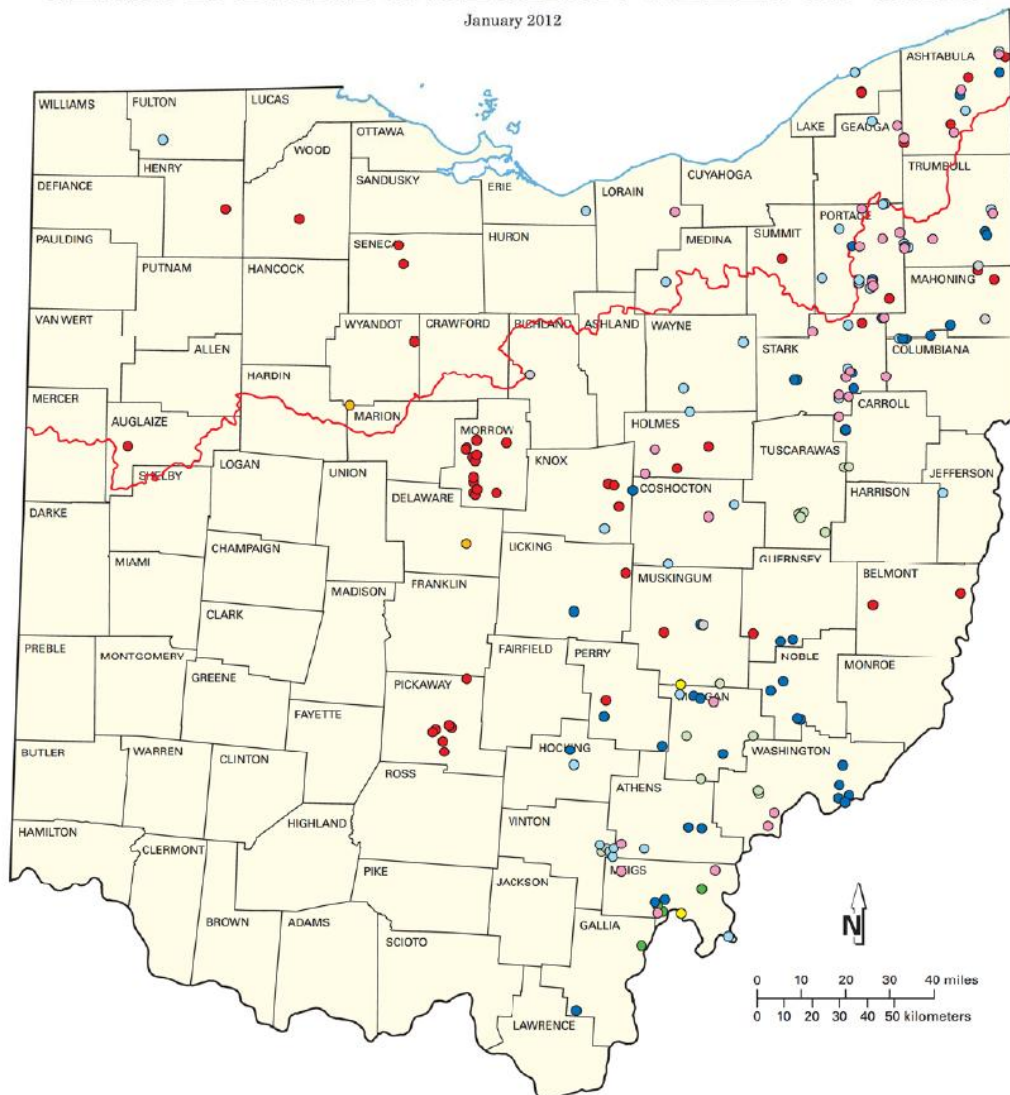 January 2012
ASHTABULA
WILLIAMS
FULTON
LUCAS
OTTAWA
LAKE
GEAUGA
WOOD
HENRY
CUYAHOGA
TRUMBULL
DEFIANCE
SANDUSKY
ERIE
LORAIN
PORTAGE
PAULDING
SENECA
HURON
MEDINA
SUMMIT
PUTNAM
HANCOCK
MAHONING
VAN WERT
WYANDOT
CRAWFORD
RICHLAND
ASHLAND
WAYNE
ALLEN
STARK
COLUMBIANA
HARDIN
MERCER
MARION
CARROLL
AUGLAIZE
MORROW
HOLMES
TUSCARAWAS
SHELBY
LOGAN
UNION
KNOX
JEFFERSON
DELAWARE
COSHOCTON
HARRISON
DARKE
LICKING
CHAMPAIGN
GUERNSEY
MIAMI
BELMONT
FRANKLIN
MUSKINGUM
MADISON
CLARK
PREBLE
MONTGOMERY
FAIRFIELD
PERRY
NOBLE
MONROE
GREENE
PICKAWAY
MORGAN
FAYETTE
BUTLER
WARREN
CLINTON
HOCKING
WASHINGTON
ROSS
ATHENS
HIGHLAND
VINTON
HAMILTON
CLERMONT
MEIGS
PIKE
JACKSON
BROWN
ADAMS
GALLIA
SCIOTO
N
0 10 20 30 40 miles
0 10 20 30 40 50 kilometers
LAWRENCE